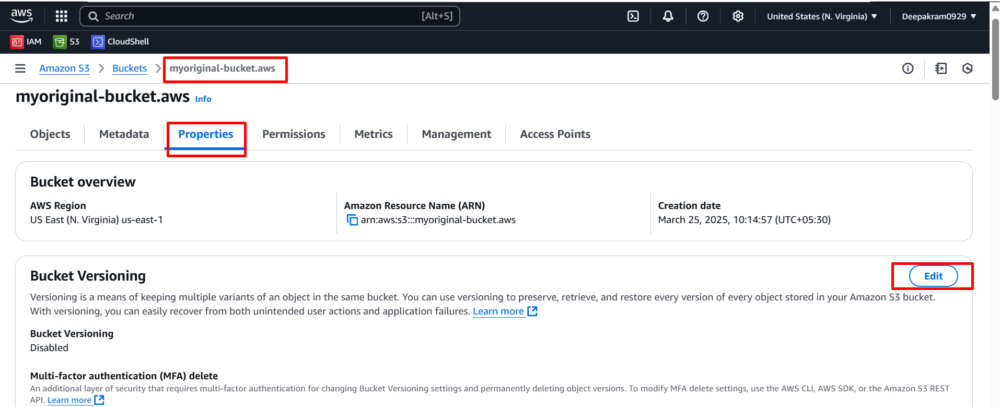 aws Search [Alt+S] United States (N. Virginia) Deepakram0929
IAM S3 CloudShell
Amazon S3 Buckets myoriginal-bucket.aws
myoriginal-bucket.aws Info
Objects Metadata Properties Permissions Metrics Management Access Points
Bucket overview
AWS Region
US East (N. Virginia) us-east-1
Amazon Resource Name (ARN)
arn:aws:s3:::myoriginal-bucket.aws
Creation date
March 25, 2025, 10:14:57 (UTC+05:30)
Bucket Versioning Edit
Versioning is a means of keeping multiple variants of an object in the same bucket. You can use versioning to preserve, retrieve, and restore every version of every object stored in your Amazon S3 bucket.
With versioning, you can easily recover from both unintended user actions and application failures. Learn more
Bucket Versioning
Disabled
Multi-factor authentication (MFA) delete
An additional layer of security that requires multi-factor authentication for changing Bucket Versioning settings and permanently deleting object versions. To modify MFA delete settings, use the AWS CLI, AWS SDK, or the Amazon S3 REST
API. Learn more